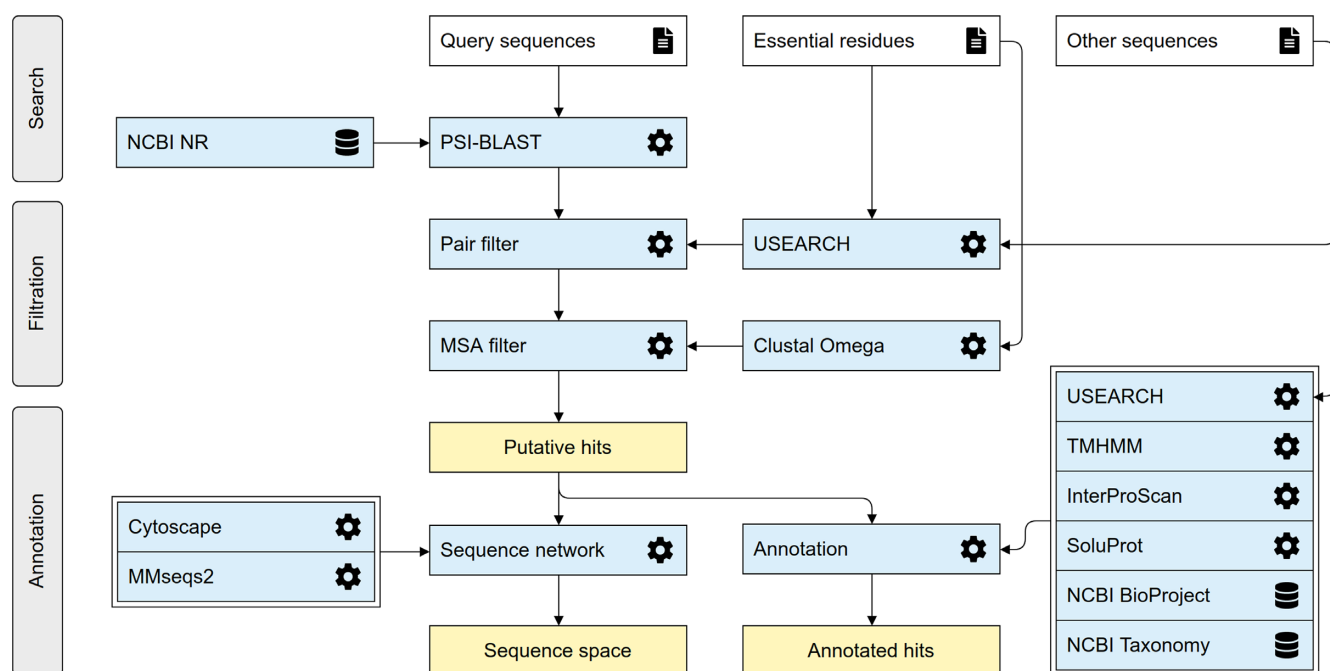 Search
Query sequences
Essential residues
Other sequences
NCBI NR
PSI-BLAST
Filtration
Pair filter
USEARCH
MSA filter
Clustal Omega
Annotation
Putative hits
Cytoscape
MMseqs2
Sequence network
Annotation
USEARCH
TMHMM
InterProScan
SoluProt
NCBI BioProject
NCBI Taxonomy
Sequence space
Annotated hits